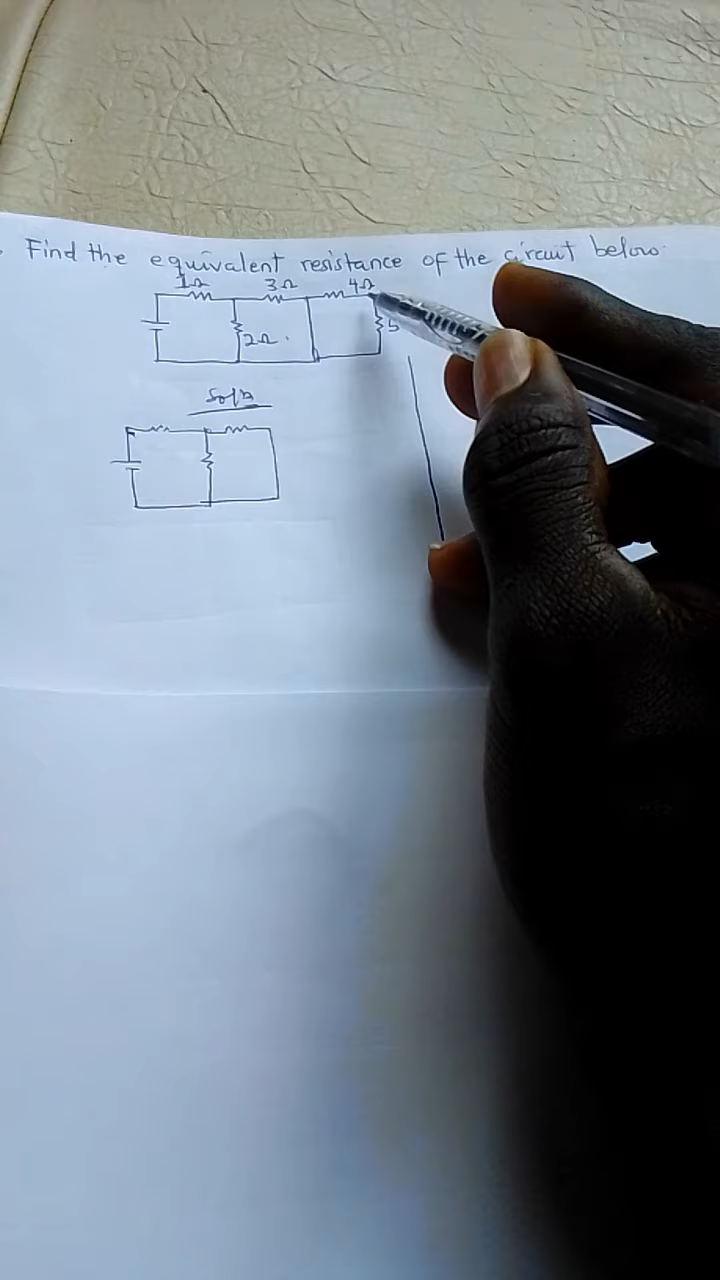 Find the equivalent resistance of the circuit below.
1Ω 3Ω 4Ω
2Ω. 5
Soln